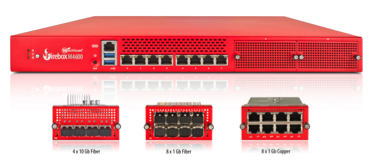 WatchGuard
Firebox M4600
4 x 10 Gb Fiber
8 x 1 Gb Fiber
8 x 1 Gb Copper